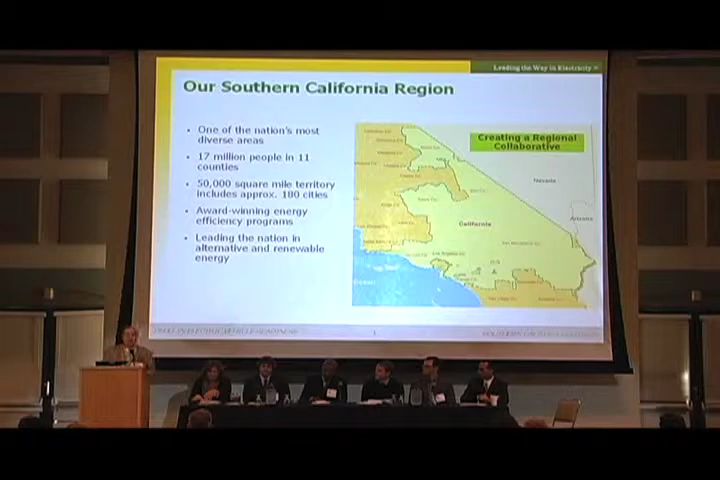 Leading the Way in Electricity
Our Southern California Region
• One of the nation's most
diverse areas
• 17 million people in 11
counties
• 50,000 square mile territory
includes approx. 180 cities
• Award-winning energy
efficiency programs
• Leading the nation in
alternative and renewable
energy
Creating a Regional
Collaborative
Nevada
Arizona
California
Ocean
1